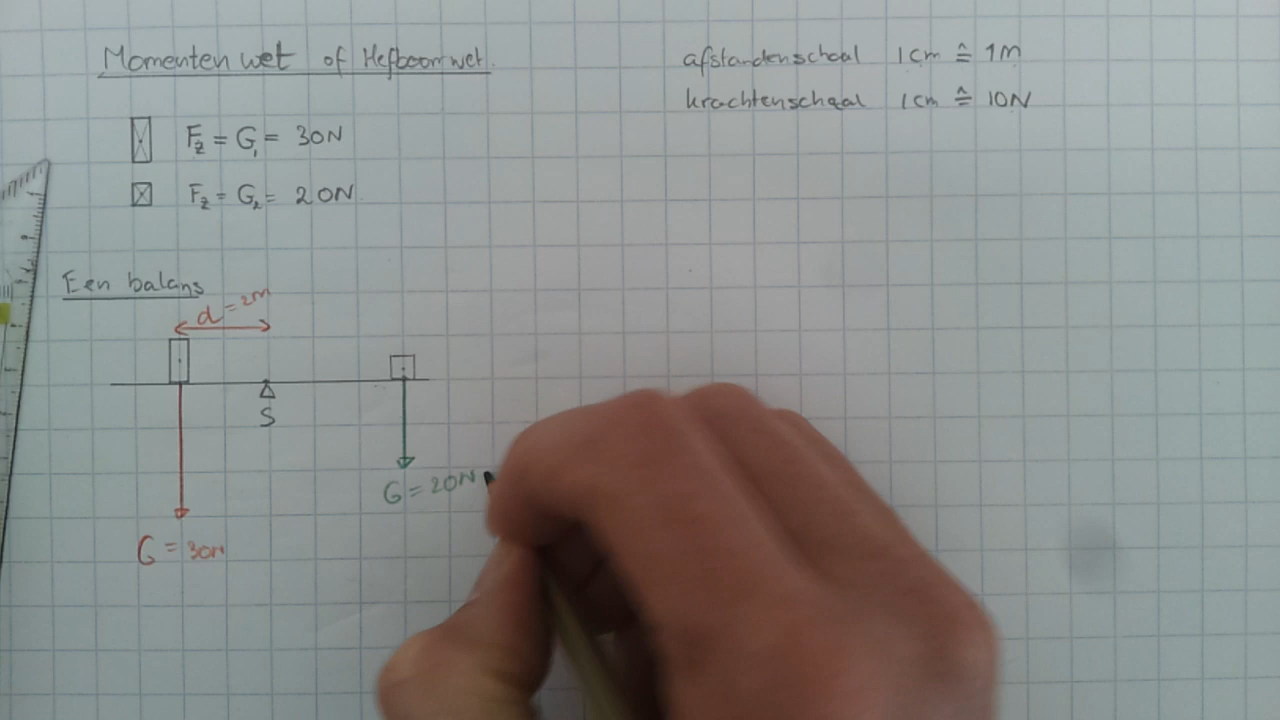 Momentenwet of Hefboomwet.
afstandenschaal 1cm ≙ 1m
krachtenschaal 1cm ≙ 10N
Fz = G1 = 30N
Fz = G2 = 20N
Een balans
d = 2m
S
G = 20N
G = 30N